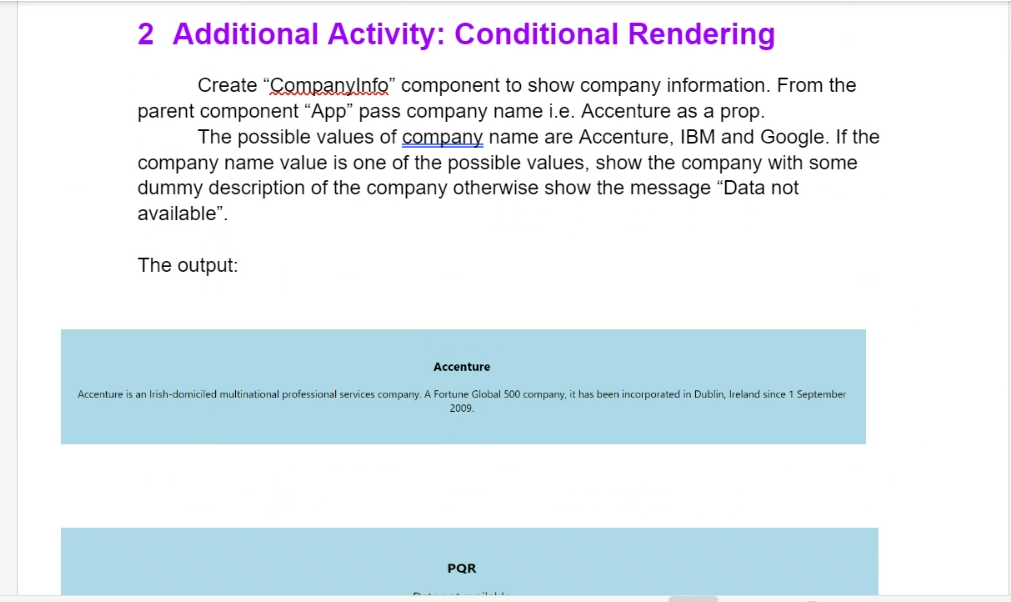 2 Additional Activity: Conditional Rendering
Create “CompanyInfo” component to show company information. From the
parent component “App” pass company name i.e. Accenture as a prop.
The possible values of company name are Accenture, IBM and Google. If the
company name value is one of the possible values, show the company with some
dummy description of the company otherwise show the message “Data not
available”.
The output:
Accenture
Accenture is an Irish-domiciled multinational professional services company. A Fortune Global 500 company, it has been incorporated in Dublin, Ireland since 1 September
2009.
PQR